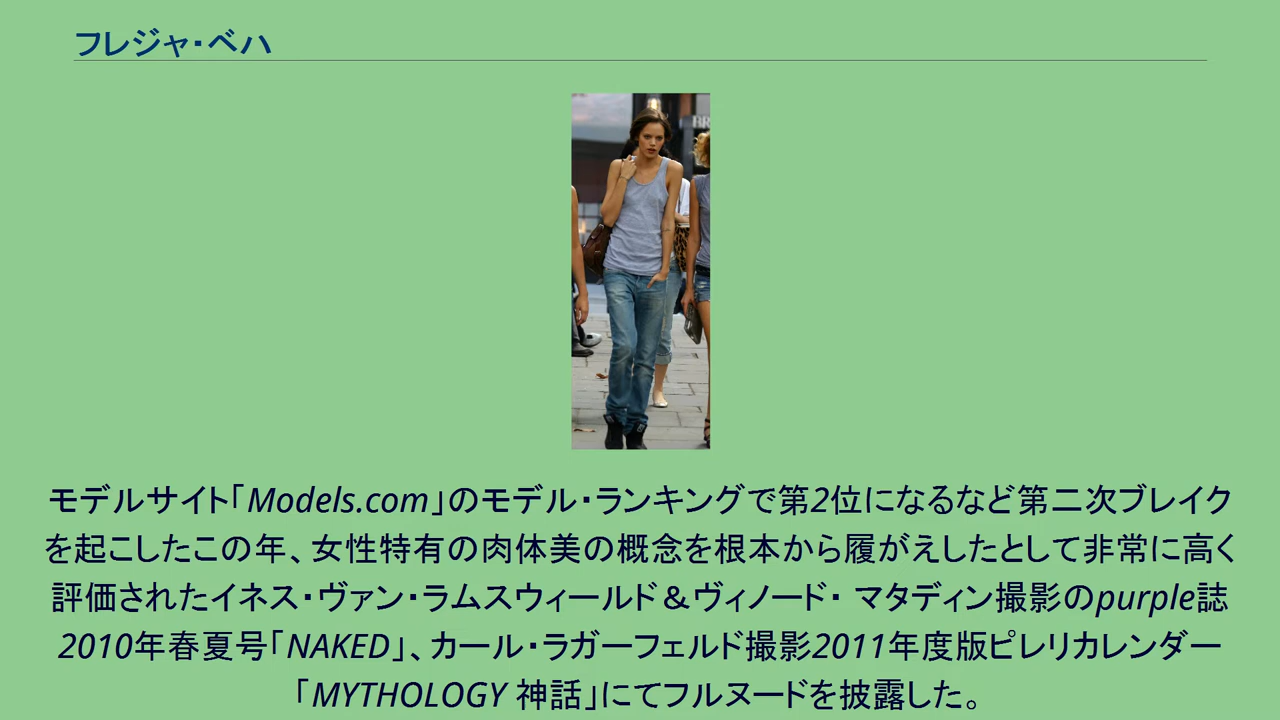 フレジャ・ベハ
BR
モデルサイト「Models.com」のモデル・ランキングで第2位になるなど第二次ブレイク
を起こしたこの年、女性特有の肉体美の概念を根本から履がえしたとして非常に高く
評価されたイネス・ヴァン・ラムスウィールド＆ヴィノード・ マタディン撮影のpurple誌
2010年春夏号「NAKED」、カール・ラガーフェルド撮影2011年度版ピレリカレンダー
「MYTHOLOGY 神話」にてフルヌードを披露した。